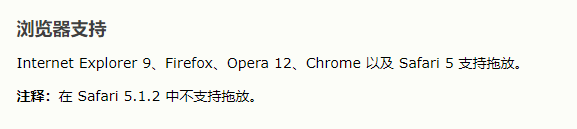 浏览器支持
Internet Explorer 9、Firefox、Opera 12、Chrome 以及 Safari 5 支持拖放。
注释：在 Safari 5.1.2 中不支持拖放。